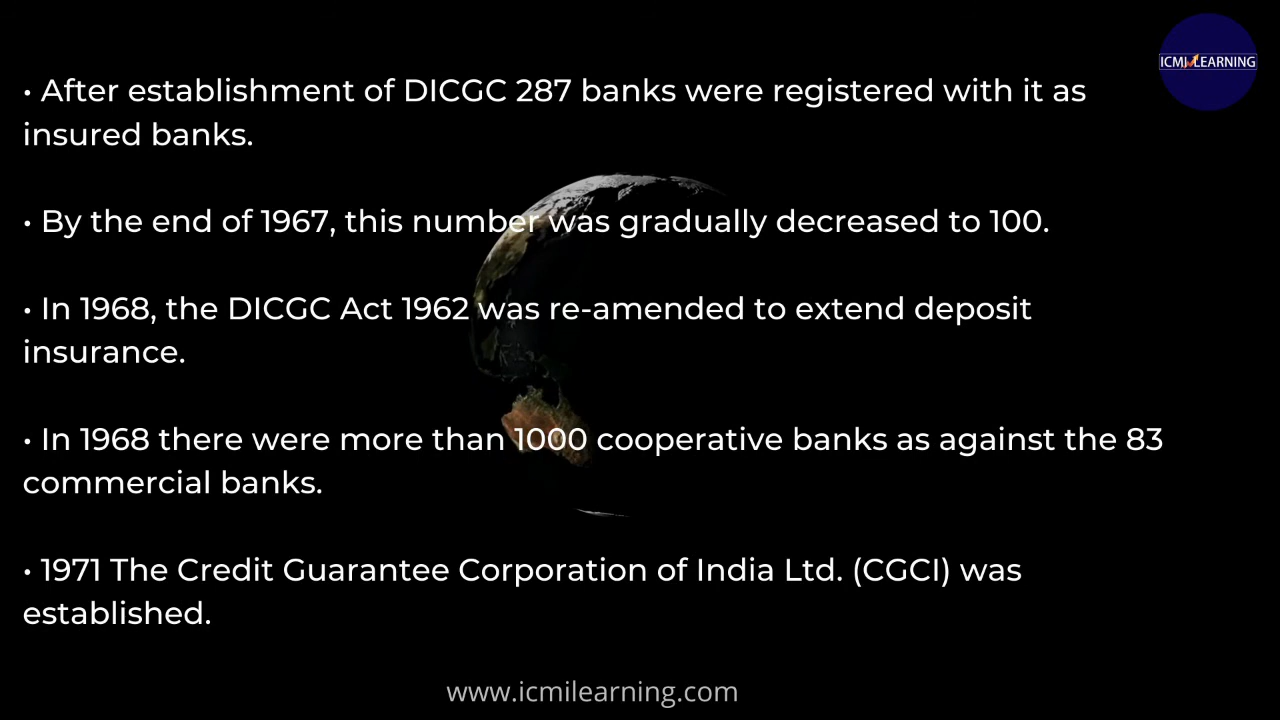 ICMI LEARNING
• After establishment of DICGC 287 banks were registered with it as
insured banks.
• By the end of 1967, this number was gradually decreased to 100.
• In 1968, the DICGC Act 1962 was re-amended to extend deposit
insurance.
• In 1968 there were more than 1000 cooperative banks as against the 83
commercial banks.
• 1971 The Credit Guarantee Corporation of India Ltd. (CGCI) was
established.
www.icmilearning.com